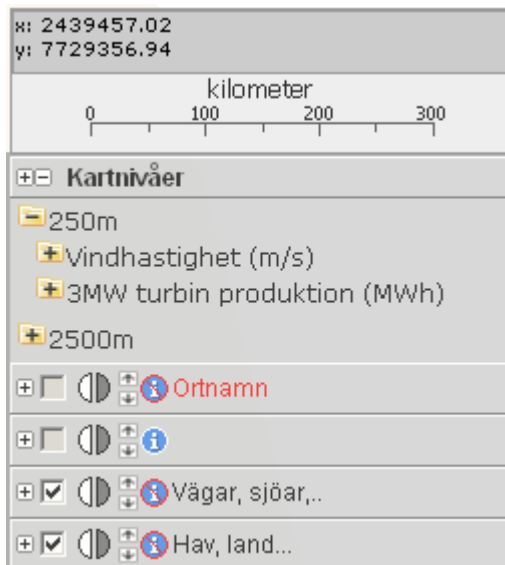 x: 2439457.02
y: 7729356.94
kilometer
0 100 200 300
Kartnivåer
250m
Vindhastighet (m/s)
3MW turbin produktion (MWh)
2500m
Ortnamn
Vägar, sjöar,..
Hav, land...